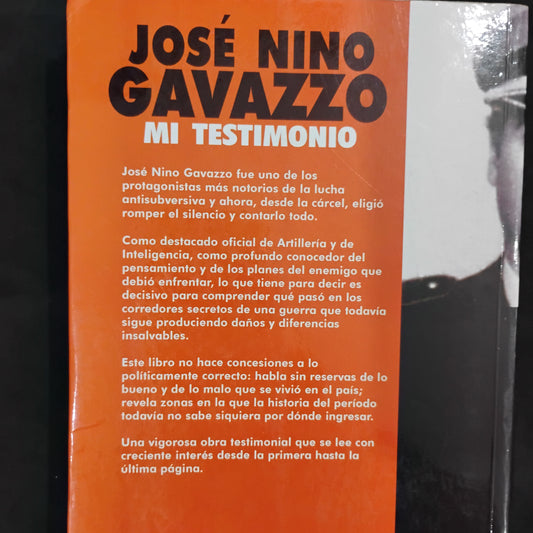 JOSÉ NINO
GAVAZZO
MI TESTIMONIO
José Nino Gavazzo fue uno de los
protagonistas más notorios de la lucha
antisubversiva y ahora, desde la cárcel, eligió
romper el silencio y contarlo todo.
Como destacado oficial de Artillería y de
Inteligencia, como profundo conocedor del
pensamiento y de los planes del enemigo que
debió enfrentar, lo que tiene para decir es
decisivo para comprender qué pasó en los
corredores secretos de una guerra que todavía
sigue produciendo daños y diferencias
insalvables.
Este libro no hace concesiones a lo
políticamente correcto: habla sin reservas de lo
bueno y de lo malo que se vivió en el país;
revela zonas en la que la historia del período
todavía no sabe siquiera por dónde ingresar.
Una vigorosa obra testimonial que se lee con
creciente interés desde la primera hasta la
última página.